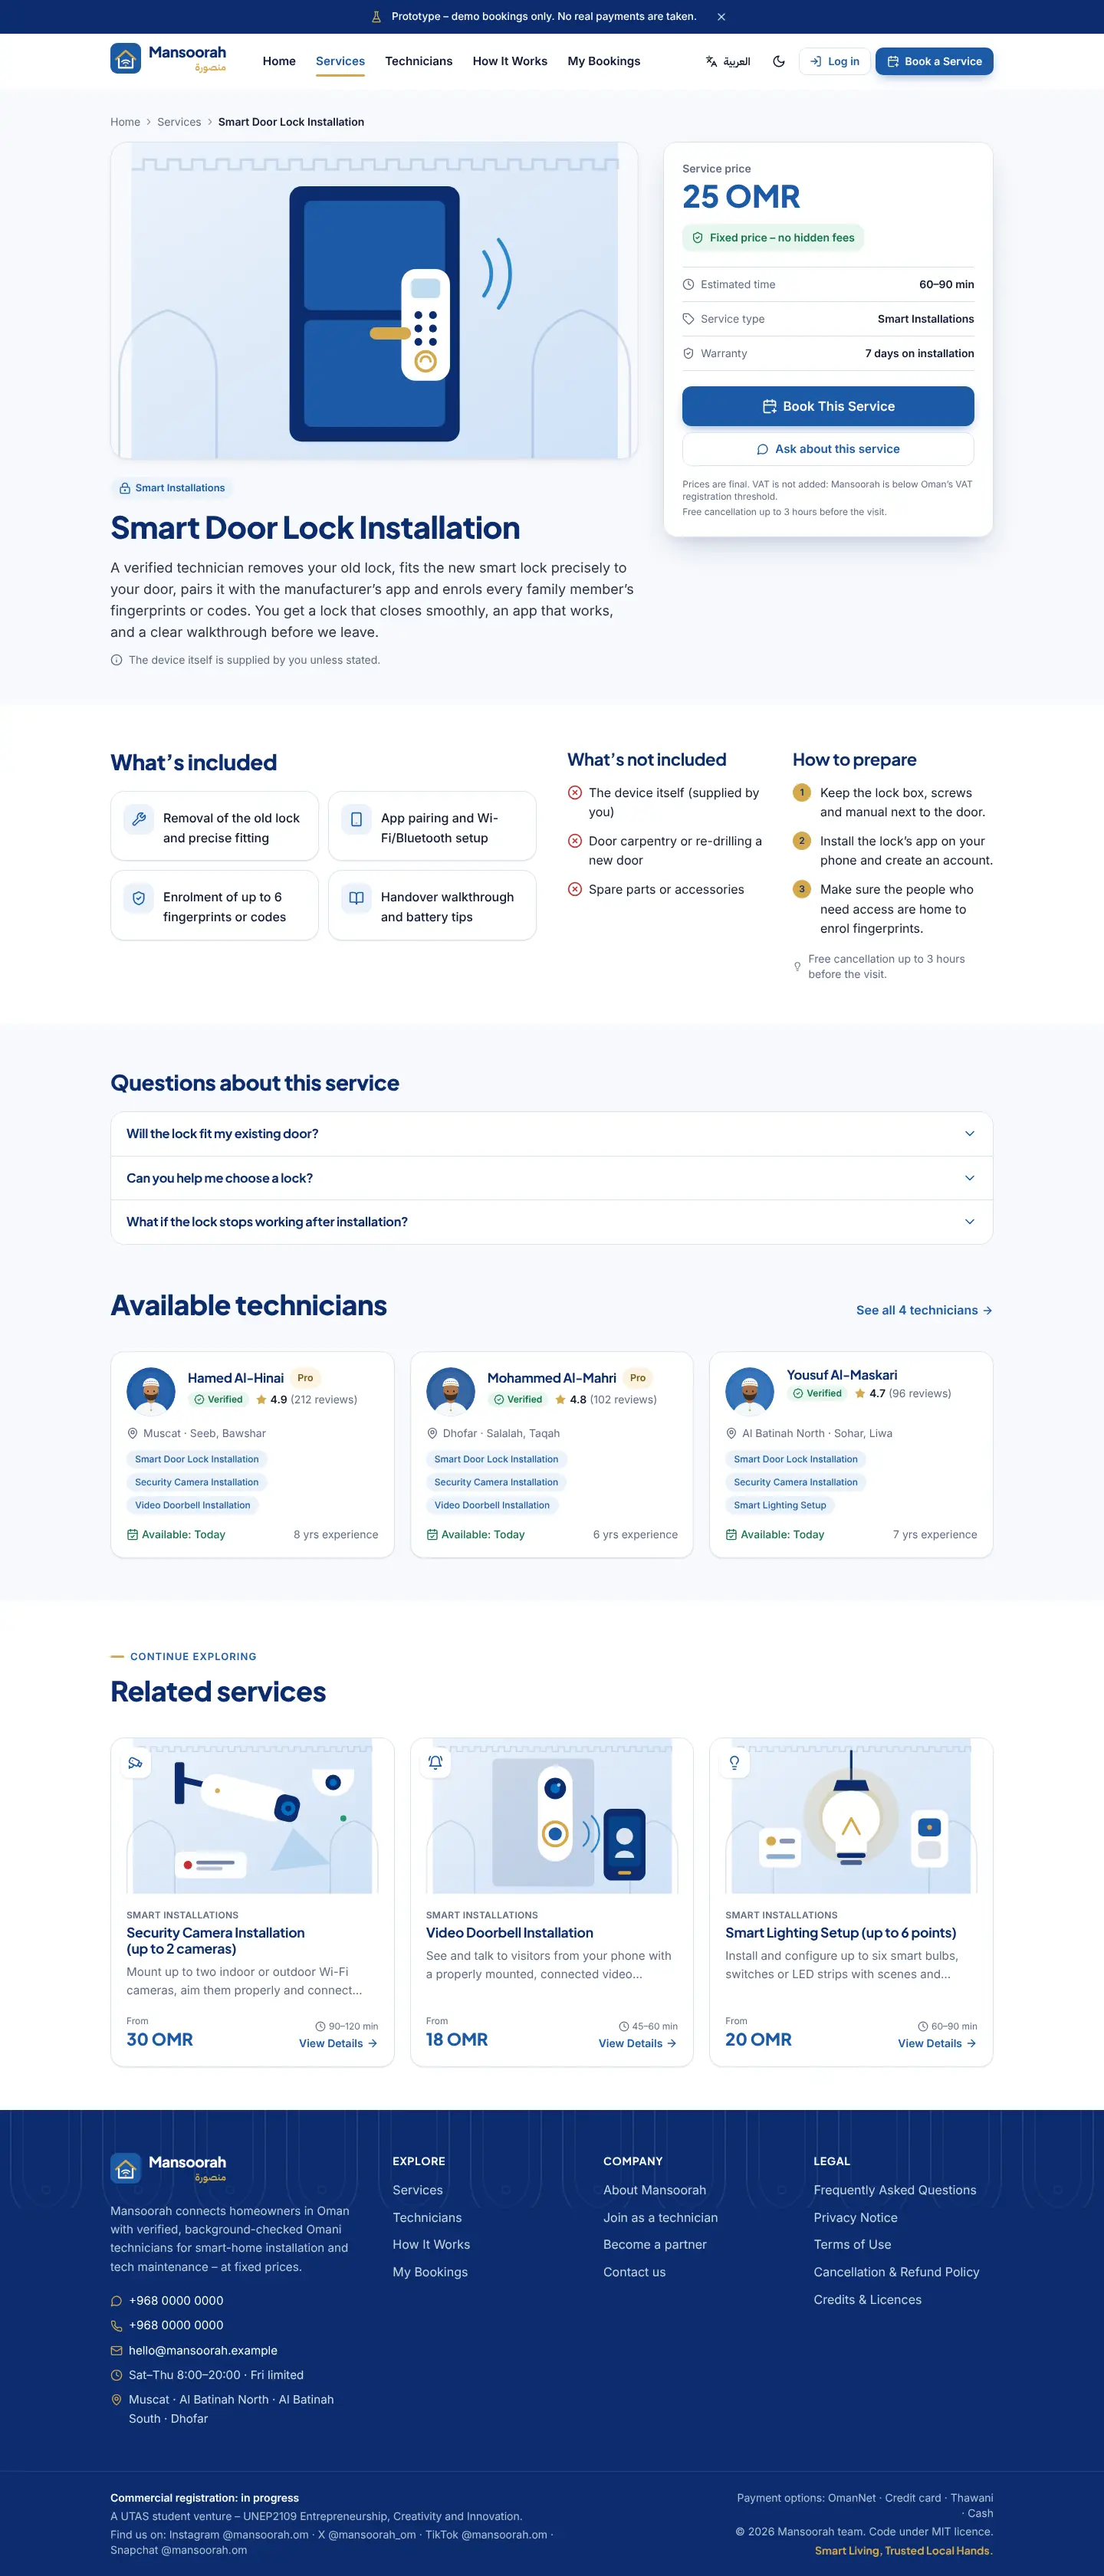 Prototype – demo bookings only. No real payments are taken.
Mansoorah
منصورة
Home
Services
Technicians
How It Works
My Bookings
العربية
Log in
Book a Service
Home > Services > Smart Door Lock Installation
Smart Installations
Smart Door Lock Installation
A verified technician removes your old lock, fits the new smart lock precisely to
your door, pairs it with the manufacturer’s app and enrols every family member’s
fingerprints or codes. You get a lock that closes smoothly, an app that works,
and a clear walkthrough before we leave.
The device itself is supplied by you unless stated.
Service price
25 OMR
Fixed price – no hidden fees
Estimated time 60–90 min
Service type Smart Installations
Warranty 7 days on installation
Book This Service
Ask about this service
Prices are final. VAT is not added: Mansoorah is below Oman’s VAT
registration threshold.
Free cancellation up to 3 hours before the visit.
What’s included
Removal of the old lock
and precise fitting
App pairing and Wi-
Fi/Bluetooth setup
Enrolment of up to 6
fingerprints or codes
Handover walkthrough
and battery tips
What’s not included
The device itself (supplied by
you)
Door carpentry or re-drilling a
new door
Spare parts or accessories
How to prepare
1 Keep the lock box, screws
and manual next to the door.
2 Install the lock’s app on your
phone and create an account.
3 Make sure the people who
need access are home to
enrol fingerprints.
Free cancellation up to 3 hours
before the visit.
Questions about this service
Will the lock fit my existing door?
Can you help me choose a lock?
What if the lock stops working after installation?
Available technicians
See all 4 technicians →
Hamed Al-Hinai Pro
Verified 4.9 (212 reviews)
Muscat · Seeb, Bawshar
Smart Door Lock Installation
Security Camera Installation
Video Doorbell Installation
Available: Today 8 yrs experience
Mohammed Al-Mahri Pro
Verified 4.8 (102 reviews)
Dhofar · Salalah, Taqah
Smart Door Lock Installation
Security Camera Installation
Video Doorbell Installation
Available: Today 6 yrs experience
Yousuf Al-Maskari
Verified 4.7 (96 reviews)
Al Batinah North · Sohar, Liwa
Smart Door Lock Installation
Security Camera Installation
Smart Lighting Setup
Available: Today 7 yrs experience
CONTINUE EXPLORING
Related services
SMART INSTALLATIONS
Security Camera Installation
(up to 2 cameras)
Mount up to two indoor or outdoor Wi-Fi
cameras, aim them properly and connect...
From
30 OMR
90–120 min
View Details →
SMART INSTALLATIONS
Video Doorbell Installation
See and talk to visitors from your phone with
a properly mounted, connected video...
From
18 OMR
45–60 min
View Details →
SMART INSTALLATIONS
Smart Lighting Setup (up to 6 points)
Install and configure up to six smart bulbs,
switches or LED strips with scenes and...
From
20 OMR
60–90 min
View Details →
Mansoorah
منصورة
Mansoorah connects homeowners in Oman
with verified, background-checked Omani
technicians for smart-home installation and
tech maintenance – at fixed prices.
+968 0000 0000
+968 0000 0000
hello@mansoorah.example
Sat–Thu 8:00–20:00 · Fri limited
Muscat · Al Batinah North · Al Batinah
South · Dhofar
EXPLORE
Services
Technicians
How It Works
My Bookings
COMPANY
About Mansoorah
Join as a technician
Become a partner
Contact us
LEGAL
Frequently Asked Questions
Privacy Notice
Terms of Use
Cancellation & Refund Policy
Credits & Licences
Commercial registration: in progress
A UTAS student venture – UNEP2109 Entrepreneurship, Creativity and Innovation.
Find us on: Instagram @mansoorah.om · X @mansoorah_om · TikTok @mansoorah.om ·
Snapchat @mansoorah.om
Payment options: OmanNet · Credit card · Thawani
· Cash
© 2026 Mansoorah team. Code under MIT licence.
Smart Living, Trusted Local Hands.